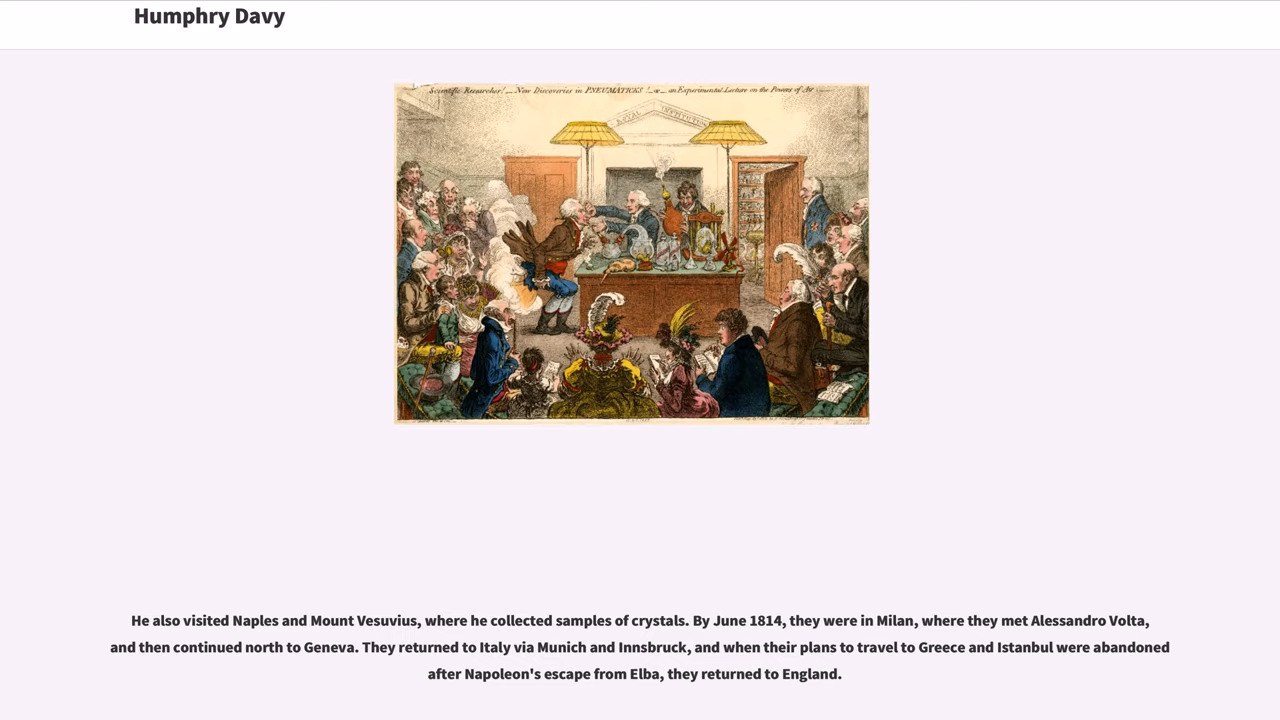 Humphry Davy
Scientific Researches! _ New Discoveries in PNEUMATICKS ! _ or _ an Experimental Lecture on the Powers of Air _
ROYAL INSTITUTION
He also visited Naples and Mount Vesuvius, where he collected samples of crystals. By June 1814, they were in Milan, where they met Alessandro Volta,
and then continued north to Geneva. They returned to Italy via Munich and Innsbruck, and when their plans to travel to Greece and Istanbul were abandoned
after Napoleon's escape from Elba, they returned to England.